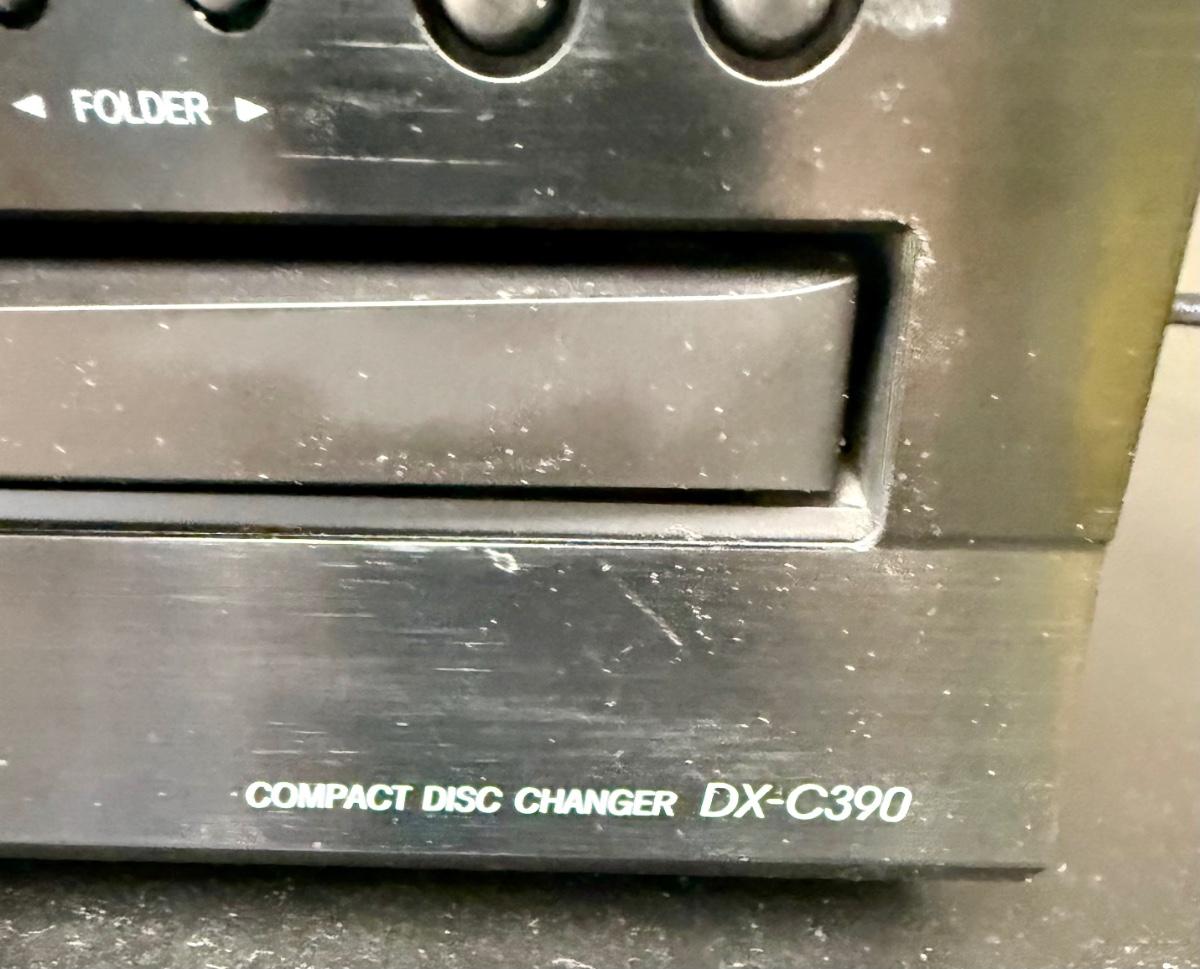 ◀ FOLDER ▶
COMPACT DISC CHANGER DX-C390